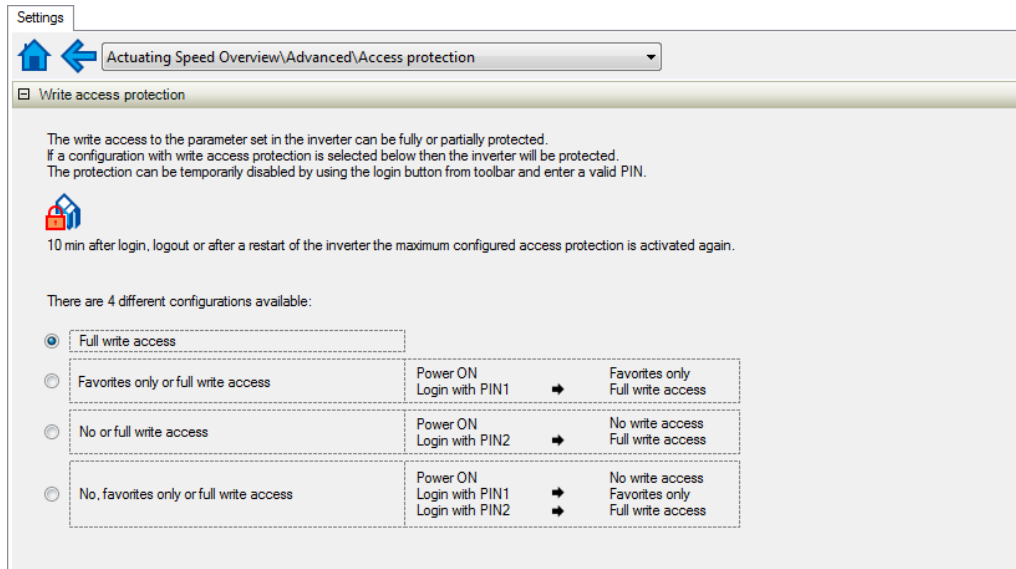 Settings
Actuating Speed Overview\Advanced\Access protection
Write access protection
The write access to the parameter set in the inverter can be fully or partially protected.
If a configuration with write access protection is selected below then the inverter will be protected.
The protection can be temporarily disabled by using the login button from toolbar and enter a valid PIN.
10 min after login, logout or after a restart of the inverter the maximum configured access protection is activated again.
There are 4 different configurations available:
Full write access
Favorites only or full write access
Power ON Favorites only
Login with PIN1 Full write access
No or full write access
Power ON No write access
Login with PIN2 Full write access
No, favorites only or full write access
Power ON No write access
Login with PIN1 Favorites only
Login with PIN2 Full write access